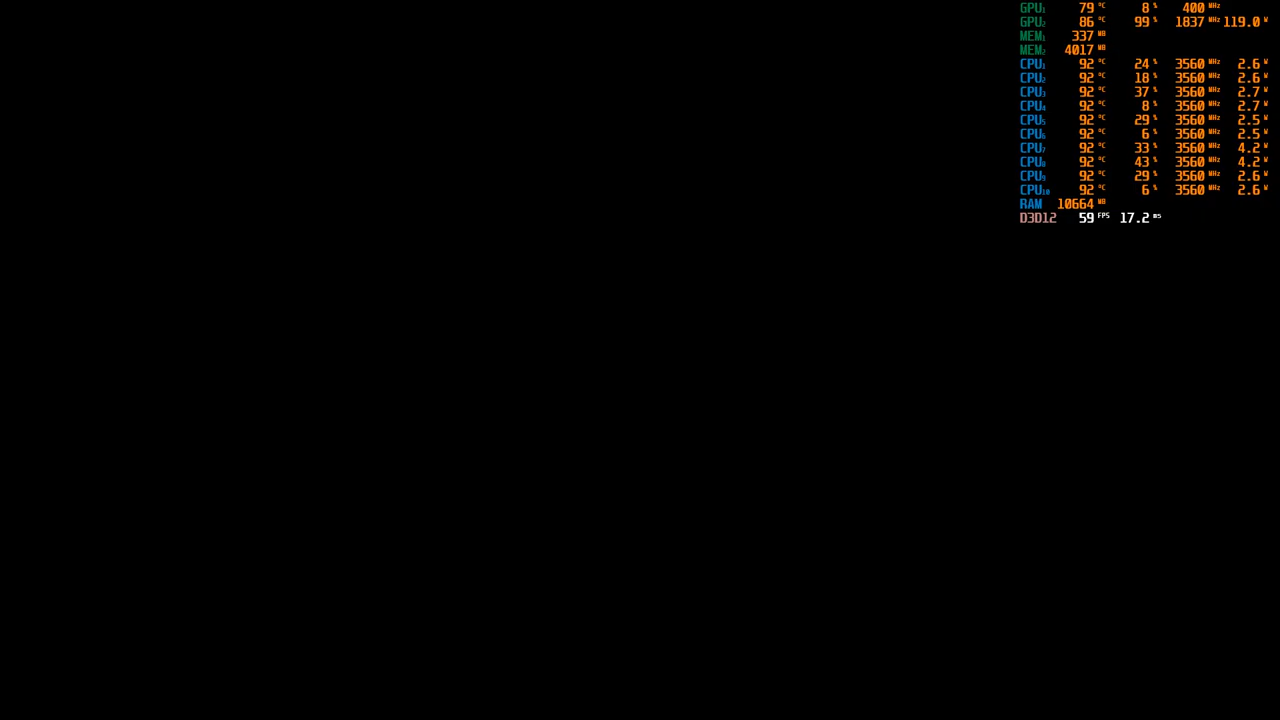 GPU1 79 °C 8 % 400 MHz
GPU2 86 °C 99 % 1837 MHz 119.0 W
MEM1 337 MB
MEM2 4017 MB
CPU1 92 °C 24 % 3560 MHz 2.6 W
CPU2 92 °C 18 % 3560 MHz 2.6 W
CPU3 92 °C 37 % 3560 MHz 2.7 W
CPU4 92 °C 8 % 3560 MHz 2.7 W
CPU5 92 °C 29 % 3560 MHz 2.5 W
CPU6 92 °C 6 % 3560 MHz 2.5 W
CPU7 92 °C 33 % 3560 MHz 4.2 W
CPU8 92 °C 43 % 3560 MHz 4.2 W
CPU9 92 °C 29 % 3560 MHz 2.6 W
CPU10 92 °C 6 % 3560 MHz 2.6 W
RAM 10664 MB
D3D12 59 FPS 17.2 ms